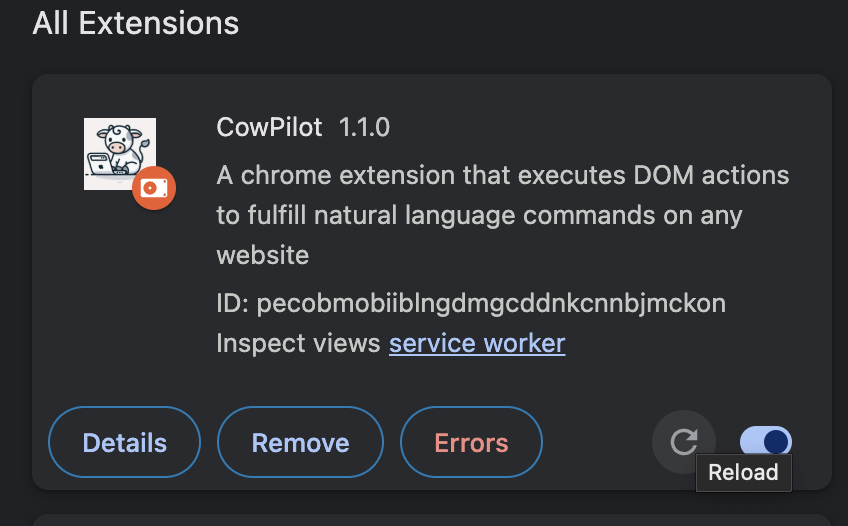 All Extensions
CowPilot 1.1.0
A chrome extension that executes DOM actions
to fulfill natural language commands on any
website
ID: pecobmobiiblngdmgcddnkcnnbjmckon
Inspect views service worker
Details
Remove
Errors
Reload